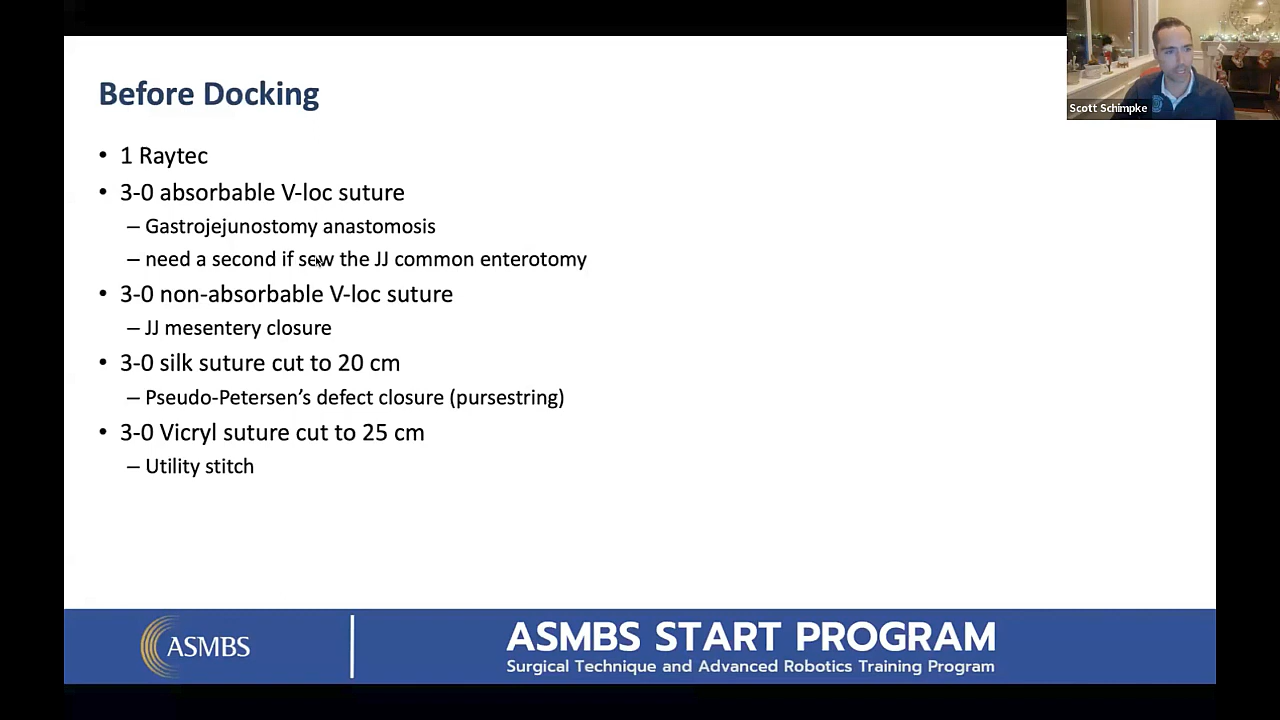 Before Docking
• 1 Raytec
• 3-0 absorbable V-loc suture
– Gastrojejunostomy anastomosis
– need a second if sew the JJ common enterotomy
• 3-0 non-absorbable V-loc suture
– JJ mesentery closure
• 3-0 silk suture cut to 20 cm
– Pseudo-Petersen’s defect closure (pursestring)
• 3-0 Vicryl suture cut to 25 cm
– Utility stitch
Scott Schimpke
ASMBS
ASMBS START PROGRAM
Surgical Technique and Advanced Robotics Training Program